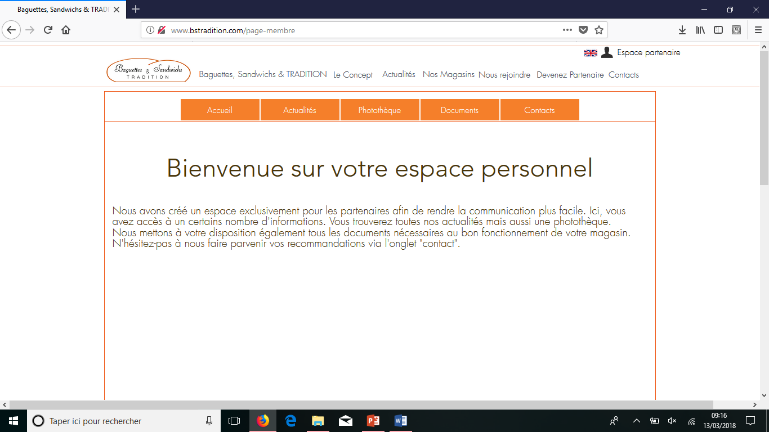 Baguettes, Sandwichs & TRADI
www.bstradition.com/page-membre
Espace partenaire
Baguettes & Sandwichs
TRADITION
Baguettes, Sandwichs & TRADITION Le Concept Actualités Nos Magasins Nous rejoindre Devenez Partenaire Contacts
Accueil Actualités Photothèque Documents Contacts
Bienvenue sur votre espace personnel
Nous avons créé un espace exclusivement pour les partenaires afin de rendre la communication plus facile. Ici, vous
avez accès à un certains nombre d'informations. Vous trouverez toutes nos actualités mais aussi une photothèque.
Nous mettons à votre disposition également tous les documents nécessaires au bon fonctionnement de votre magasin.
N'hésitez-pas à nous faire parvenir vos recommandations via l'onglet "contact".
Taper ici pour rechercher
09:16
13/03/2018